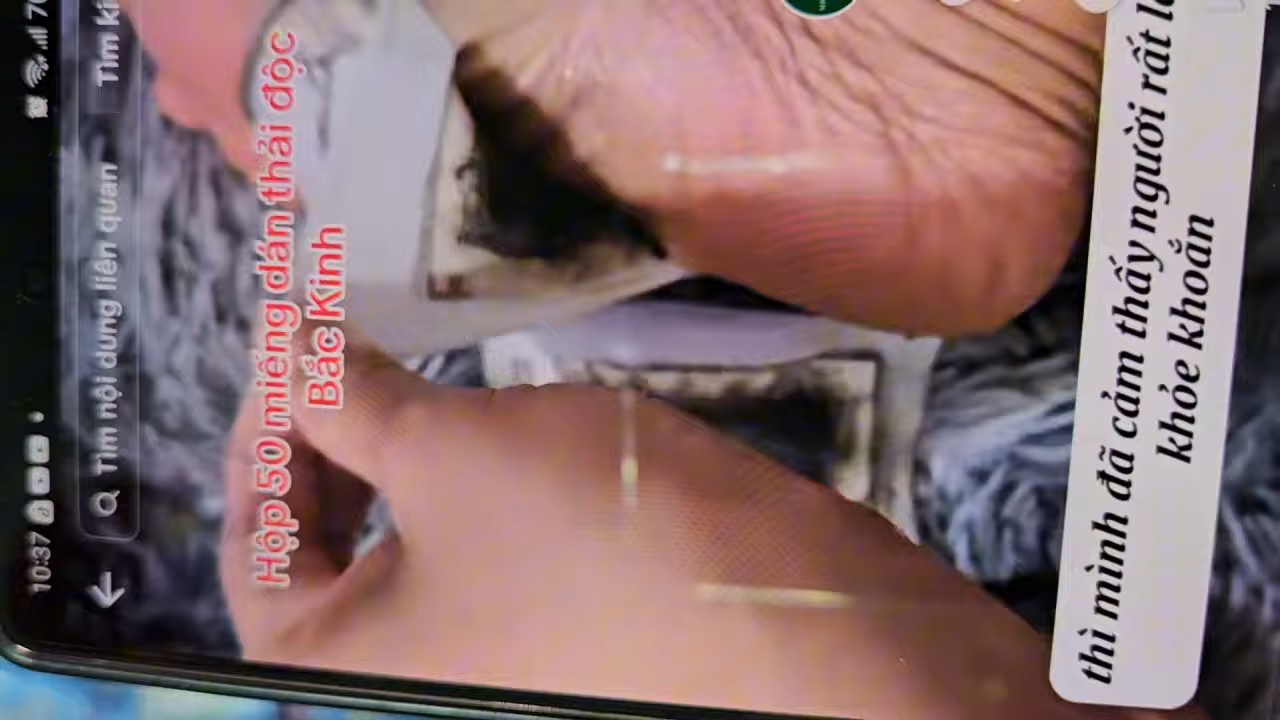 10:37
Tìm nội dung liên quan
Tìm ki
Hộp 50 miếng dán thải độc
Bắc Kinh
thì mình đã cảm thấy người rất
khỏe khoắn